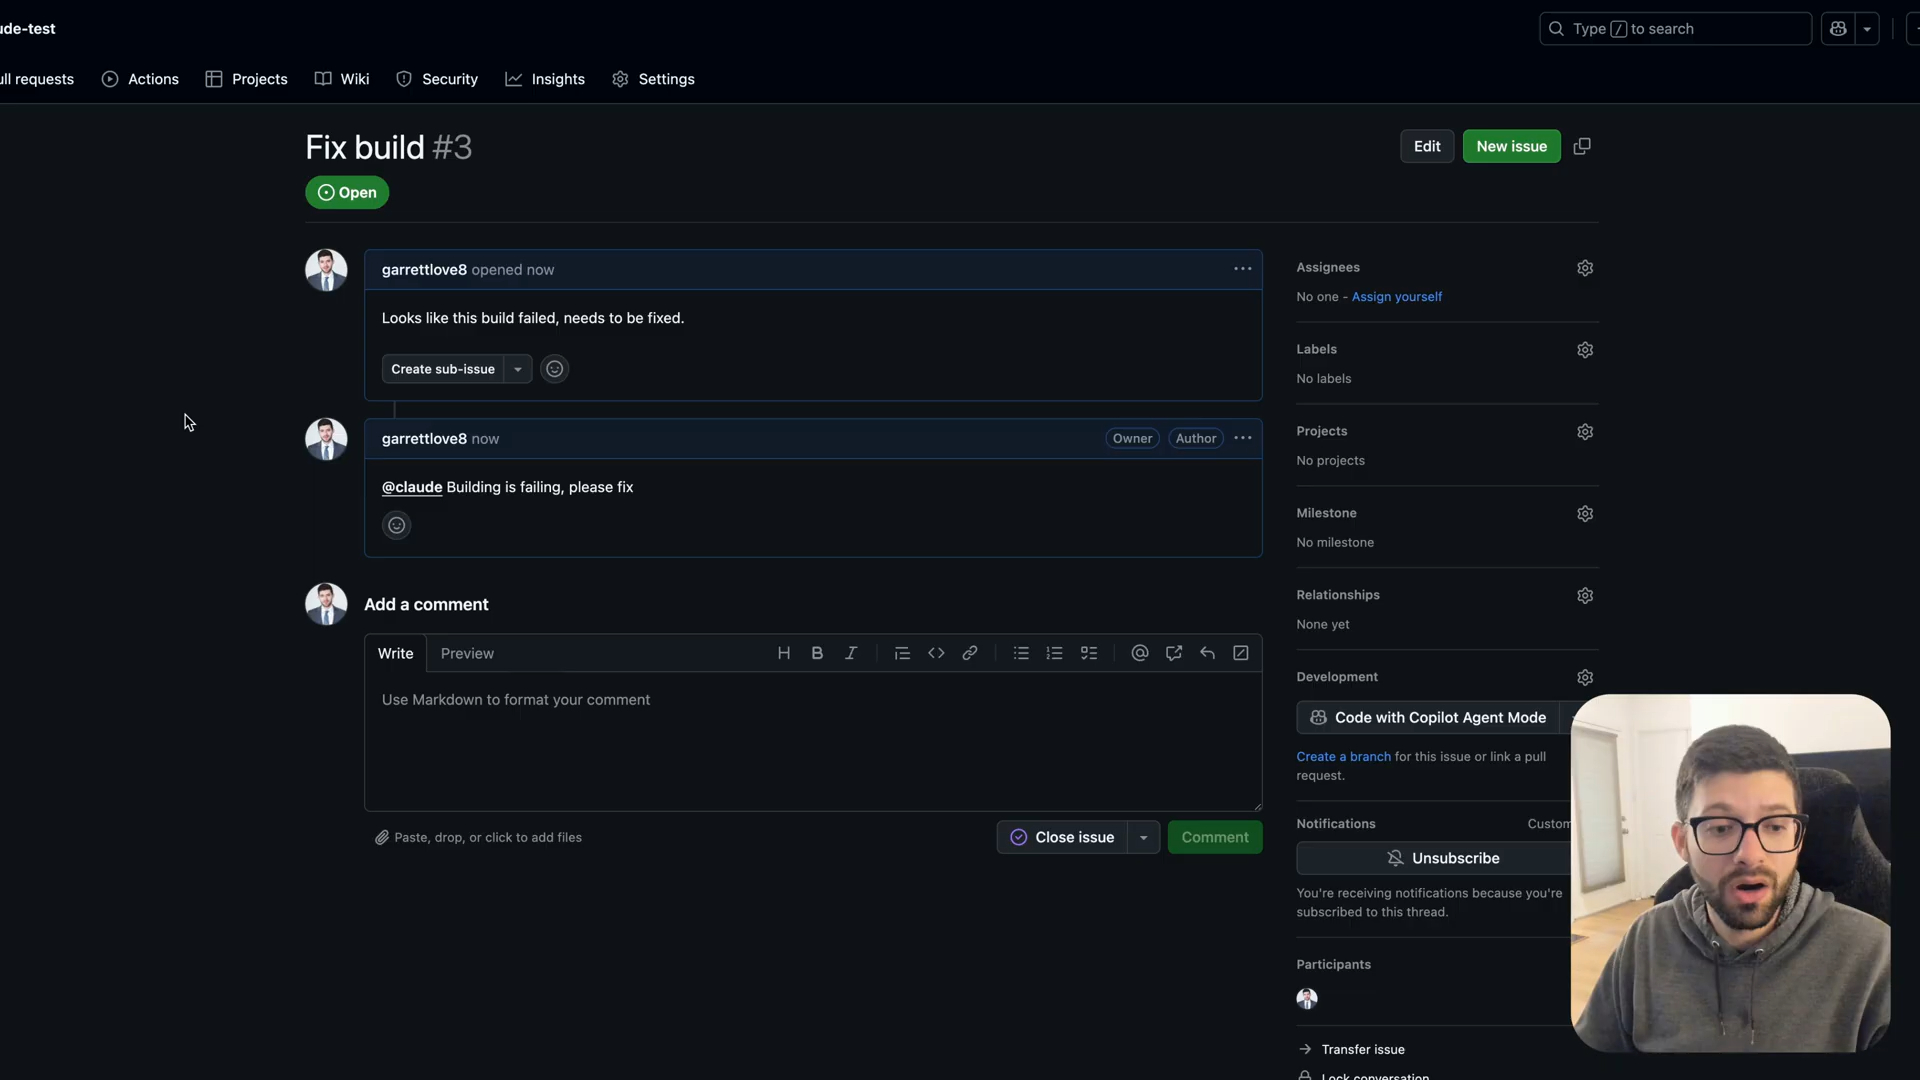 ude-test
Type / to search
ull requests
Actions
Projects
Wiki
Security
Insights
Settings
Fix build #3
Edit
New issue
Open
garrettlove8 opened now
Looks like this build failed, needs to be fixed.
Create sub-issue
garrettlove8 now
Owner
Author
@claude Building is failing, please fix
Add a comment
Write
Preview
Use Markdown to format your comment
Paste, drop, or click to add files
Close issue
Comment
Assignees
No one - Assign yourself
Labels
No labels
Projects
No projects
Milestone
No milestone
Relationships
None yet
Development
Code with Copilot Agent Mode
Create a branch for this issue or link a pull
request.
Notifications
Custom
Unsubscribe
You're receiving notifications because you're
subscribed to this thread.
Participants
Transfer issue
Lock conversation